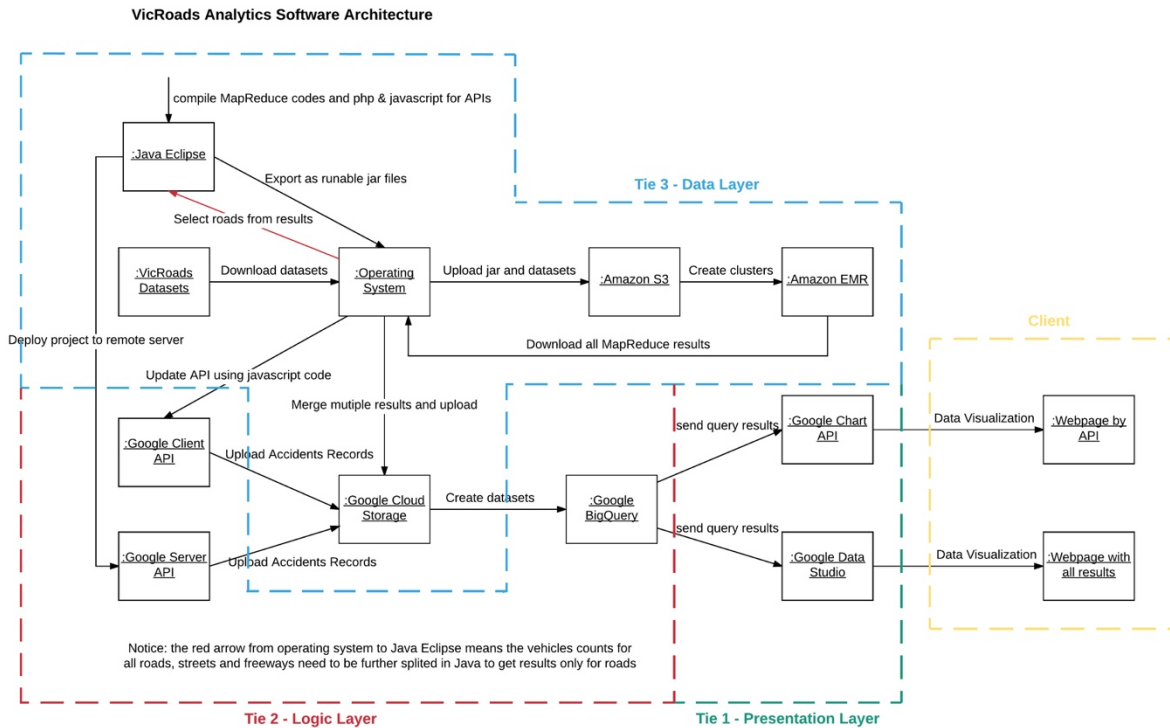 VicRoads Analytics Software Architecture
compile MapReduce codes and php & javascript for APIs
:Java Eclipse
Export as runable jar files
Tie 3 - Data Layer
Select roads from results
:VicRoads
Datasets
Download datasets
:Operating
System
Upload jar and datasets
:Amazon S3
Create clusters
:Amazon EMR
Client
Deploy project to remote server
Download all MapReduce results
Update API using javascript code
Merge mutiple results and upload
:Google Client
API
Upload Accidents Records
:Google Cloud
Storage
Create datasets
:Google
BigQuery
send query results
:Google Chart
API
Data Visualization
:Webpage by
API
:Google Server
API
Upload Accidents Records
send query results
:Google Data
Studio
Data Visualization
:Webpage with
all results
Notice: the red arrow from operating system to Java Eclipse means the vehicles counts for
all roads, streets and freeways need to be further splited in Java to get results only for roads
Tie 2 - Logic Layer
Tie 1 - Presentation Layer